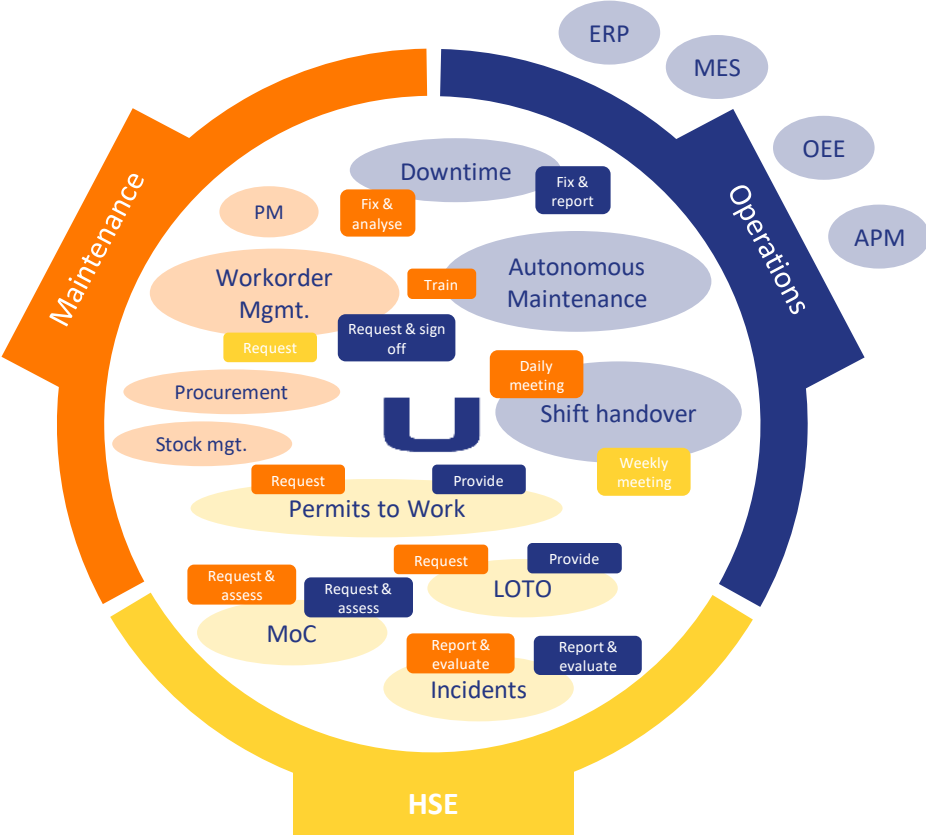 ERP
MES
OEE
APM
Maintenance
Operations
Downtime
Fix &
report
Fix &
analyse
PM
Workorder
Mgmt.
Train
Autonomous
Maintenance
Request & sign
off
Request
Daily
meeting
Procurement
Shift handover
Stock mgt.
U
Weekly
meeting
Request
Provide
Permits to Work
Request
Provide
LOTO
Request &
assess
Request &
assess
MoC
Report &
evaluate
Report &
evaluate
Incidents
HSE